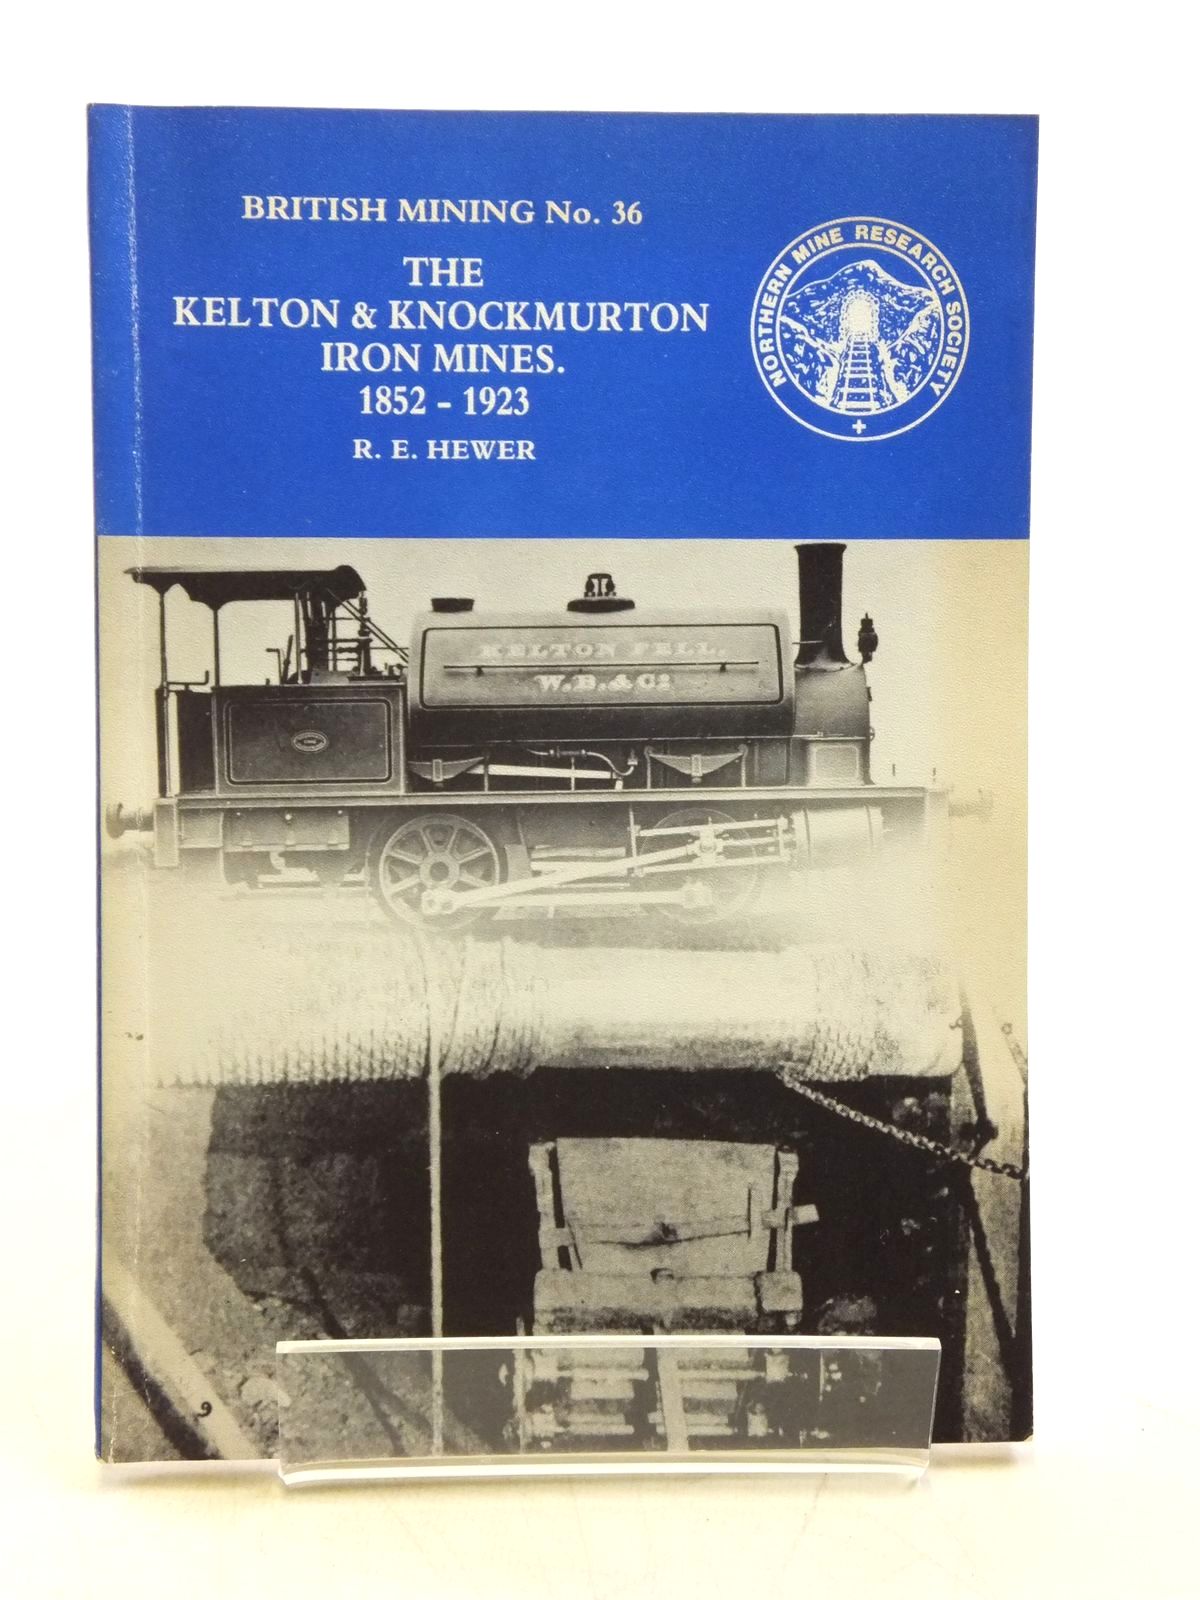 BRITISH MINING No. 36
THE
KELTON & KNOCKMURTON
IRON MINES.
1852 - 1923
R. E. HEWER
NORTHERN MINE RESEARCH SOCIETY
KELTON FELL.
W.B.&Co
9